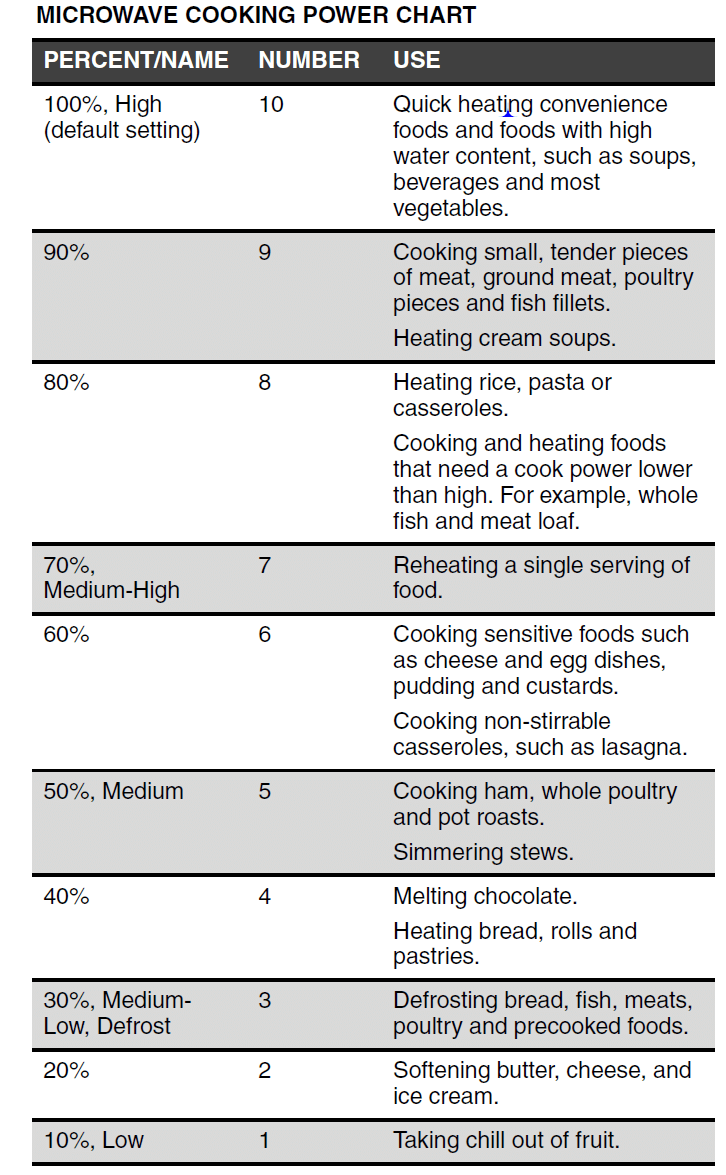 MICROWAVE COOKING POWER CHART
PERCENT/NAME NUMBER USE
100%, High 10 Quick heating convenience
(default setting) foods and foods with high
water content, such as soups,
beverages and most
vegetables.
90% 9 Cooking small, tender pieces
of meat, ground meat, poultry
pieces and fish fillets.
Heating cream soups.
80% 8 Heating rice, pasta or
casseroles.
Cooking and heating foods
that need a cook power lower
than high. For example, whole
fish and meat loaf.
70%, 7 Reheating a single serving of
Medium-High food.
60% 6 Cooking sensitive foods such
as cheese and egg dishes,
pudding and custards.
Cooking non-stirrable
casseroles, such as lasagna.
50%, Medium 5 Cooking ham, whole poultry
and pot roasts.
Simmering stews.
40% 4 Melting chocolate.
Heating bread, rolls and
pastries.
30%, Medium- 3 Defrosting bread, fish, meats,
Low, Defrost poultry and precooked foods.
20% 2 Softening butter, cheese, and
ice cream.
10%, Low 1 Taking chill out of fruit.